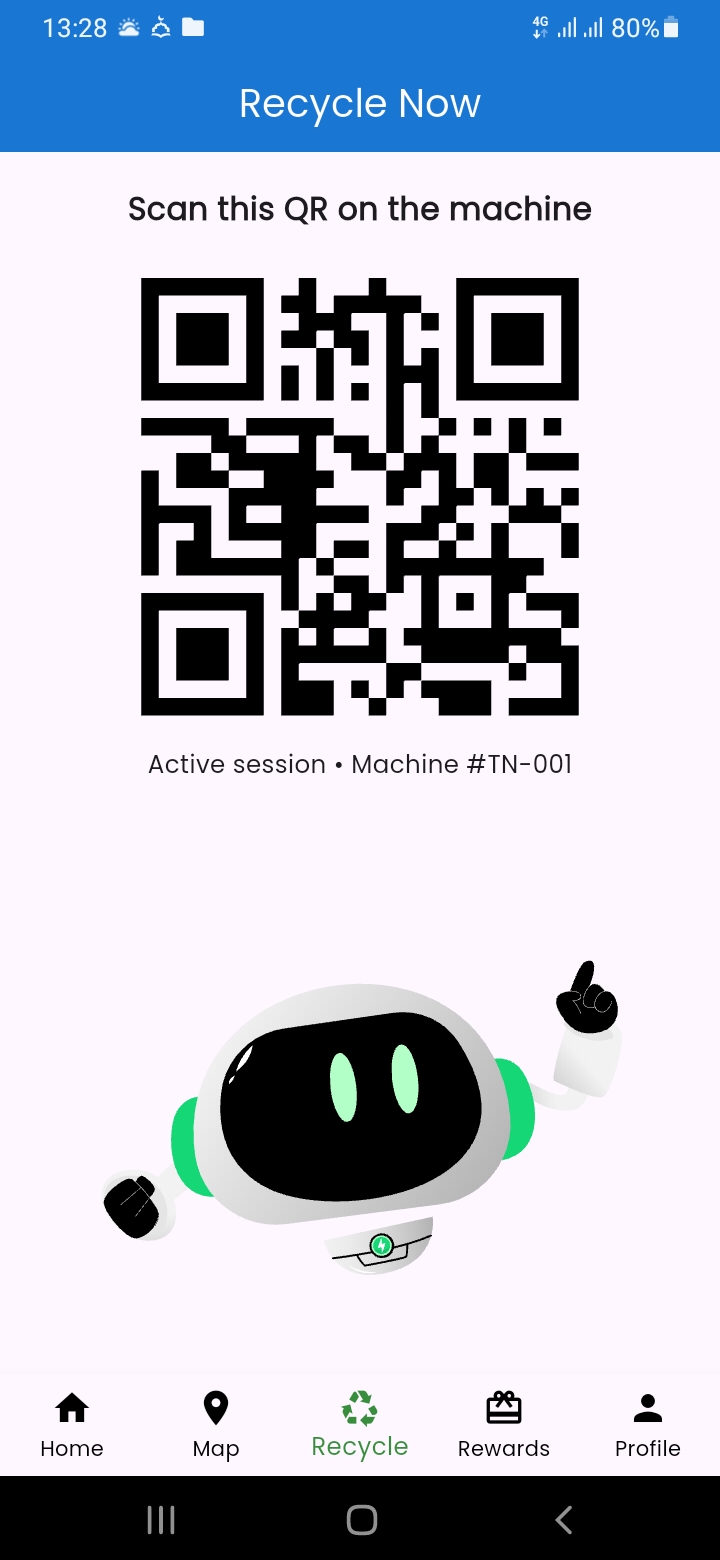 13:28
4G
80%
Recycle Now
Scan this QR on the machine
Active session • Machine #TN-001
Home
Map
Recycle
Rewards
Profile